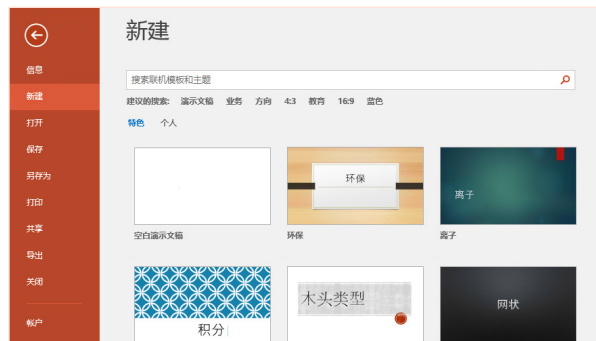 新建
信息
新建
打开
保存
另存为
打印
共享
导出
关闭
帐户
搜索联机模板和主题
建议的搜索: 演示文稿 业务 方向 4:3 教育 16:9 蓝色
特色 个人
环保
离子
空白演示文稿 环保 离子
积分
木头类型
网状